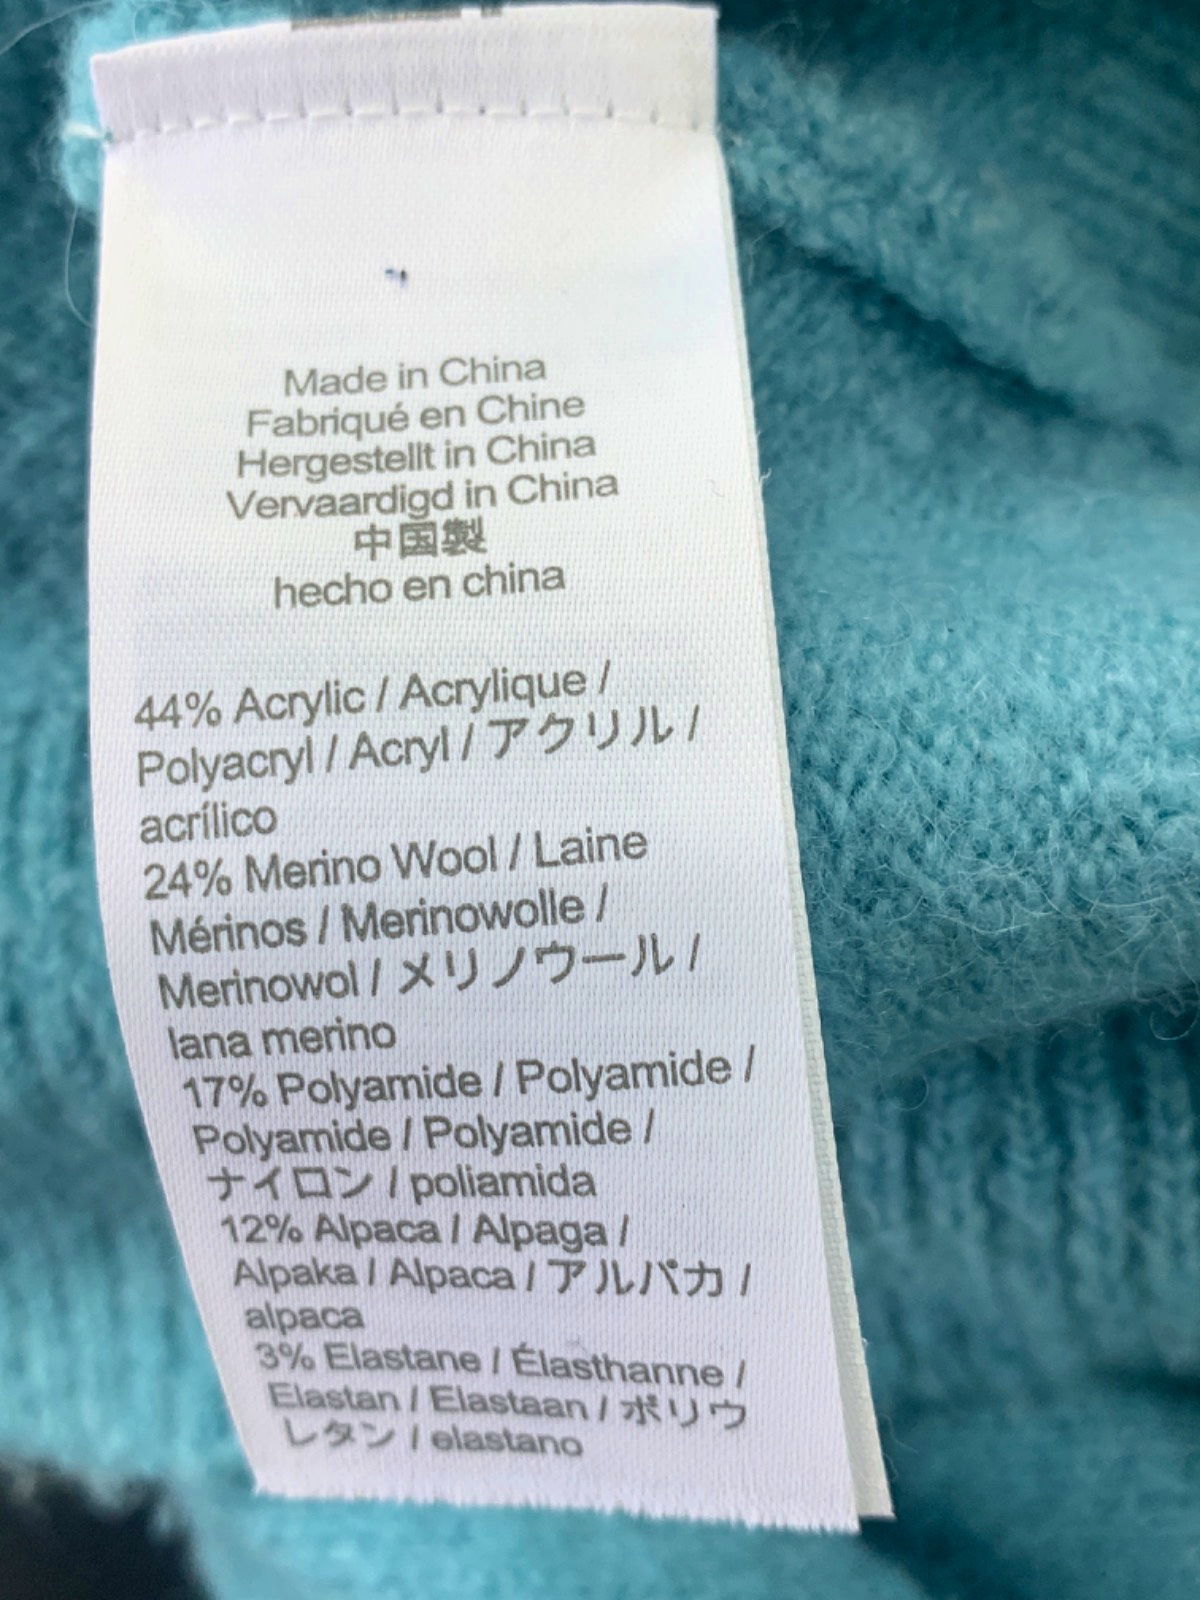 Made in China
Fabriqué en Chine
Hergestellt in China
Vervaardigd in China
中国製
hecho en china
44% Acrylic / Acrylique /
Polyacryl / Acryl / アクリル /
acrílico
24% Merino Wool / Laine
Mérinos / Merinowolle /
Merinowol / メリノウール /
lana merino
17% Polyamide / Polyamide /
Polyamide / Polyamide /
ナイロン / poliamida
12% Alpaca / Alpaga /
Alpaka / Alpaca / アルパカ /
alpaca
3% Elastane / Élasthanne /
Elastan / Elastaan / ポリウ
レタン / elastano